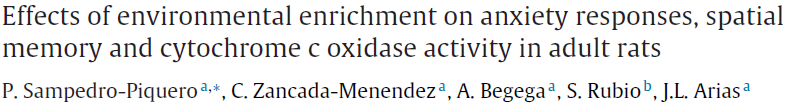 Effects of environmental enrichment on anxiety responses, spatial
memory and cytochrome c oxidase activity in adult rats
P. Sampedro-Piquero a,*, C. Zancada-Menendez a, A. Begega a, S. Rubio b, J.L. Arias a